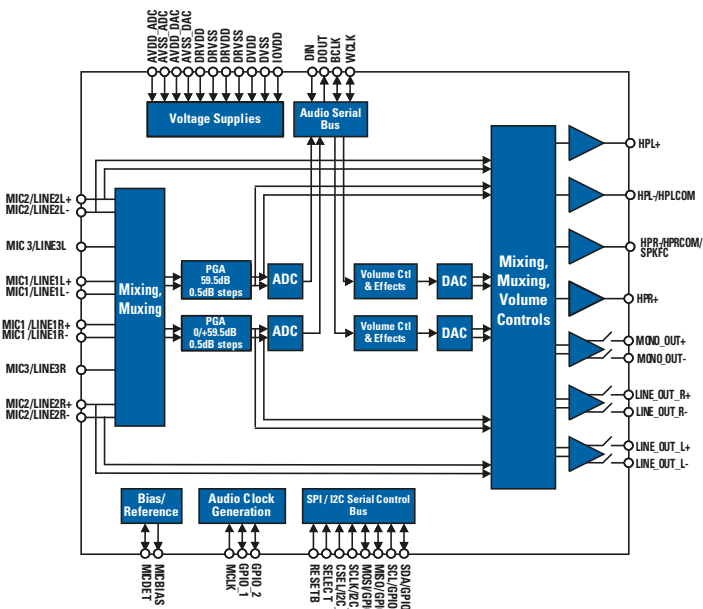 AVDD_ADC
AVSS_ADC
AVDD_DAC
AVSS_DAC
DRVDD
DRVSS
DRVDD
DRVSS
DVDD
DVSS
IOVDD
DIN
DOUT
BCLK
WCLK
Voltage Supplies
Audio Serial
Bus
MIC2/LINE2L+
MIC2/LINE2L-
MIC 3/LINE3L
MIC1/LINE1L+
MIC1/LINE1L-
MIC1 /LINE1R+
MIC1 /LINE1R-
MIC3/LINE3R
MIC2/LINE2R+
MIC2/LINE2R-
Mixing,
Muxing
PGA
59.5dB
0.5dB steps
ADC
PGA
0/+59.5dB
0.5dB steps
ADC
Volume Ctl
& Effects
DAC
Volume Ctl
& Effects
DAC
Mixing,
Muxing,
Volume
Controls
HPL+
HPL-/HPLCOM
HPR-/HPRCOM/
SPKFC
HPR+
MONO_OUT+
MONO_OUT-
LINE_OUT_R+
LINE_OUT_R-
LINE_OUT_L+
LINE_OUT_L-
Bias/
Reference
Audio Clock
Generation
SPI / I2C Serial Control
Bus
MICDET
MICBIAS
MCLK
GPIO_1
GPIO_2
RESETB
SELECT
CSEL/I2C_
SCLK/I2C_
MOSI/GPI
MISO/GPI
SCL/GPIO
SDA/GPIO